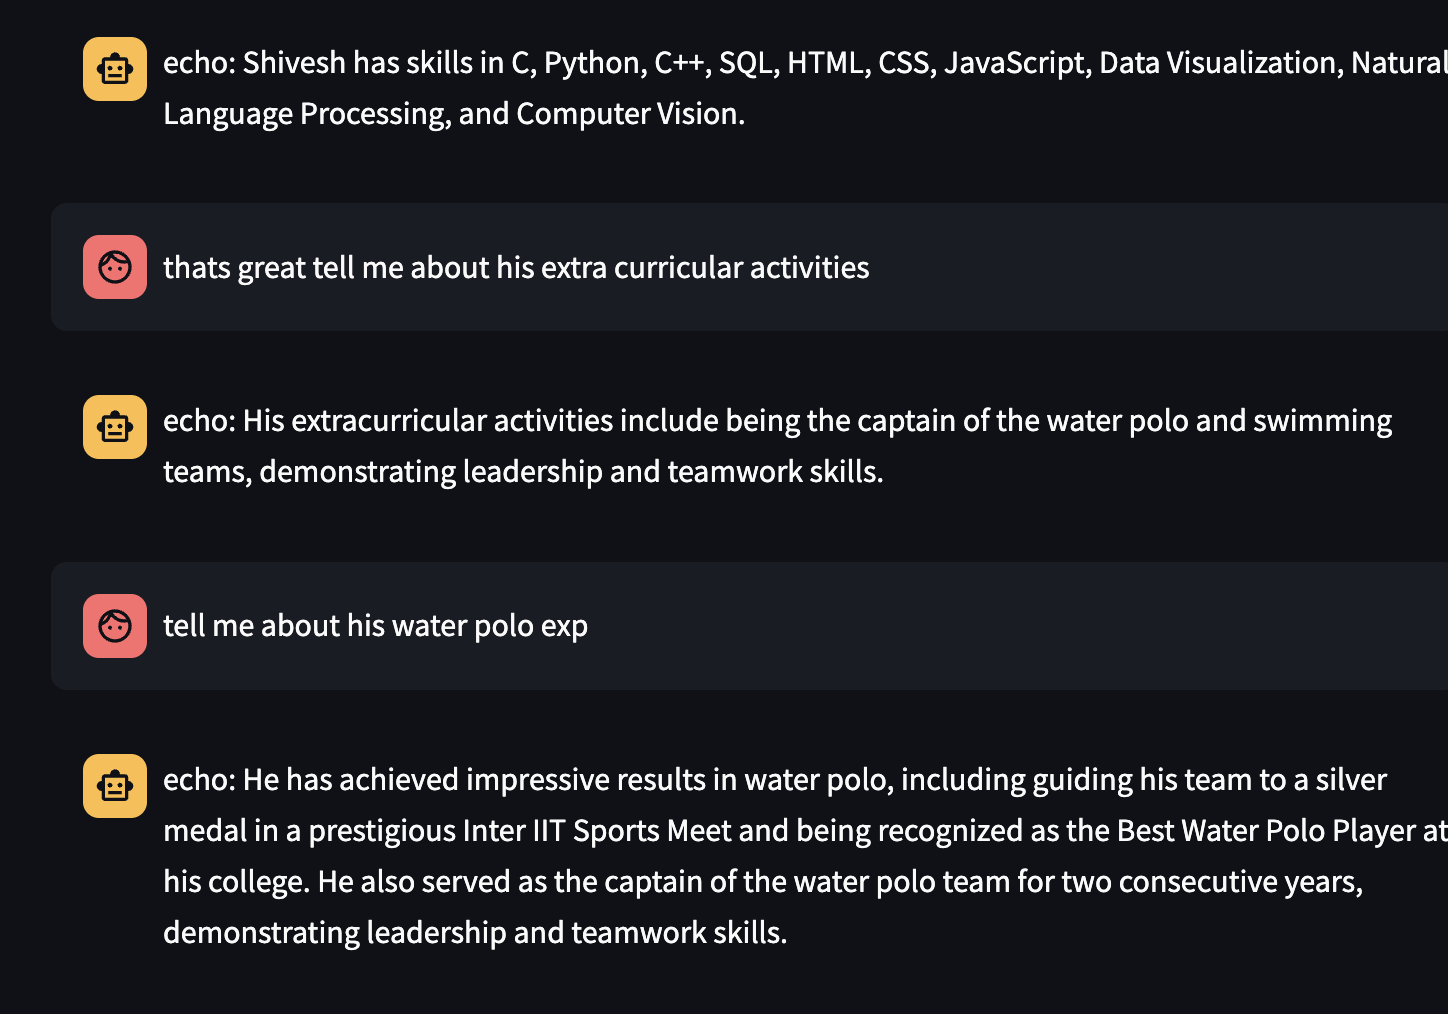 echo: Shivesh has skills in C, Python, C++, SQL, HTML, CSS, JavaScript, Data Visualization, Natural
Language Processing, and Computer Vision.
thats great tell me about his extra curricular activities
echo: His extracurricular activities include being the captain of the water polo and swimming
teams, demonstrating leadership and teamwork skills.
tell me about his water polo exp
echo: He has achieved impressive results in water polo, including guiding his team to a silver
medal in a prestigious Inter IIT Sports Meet and being recognized as the Best Water Polo Player at
his college. He also served as the captain of the water polo team for two consecutive years,
demonstrating leadership and teamwork skills.